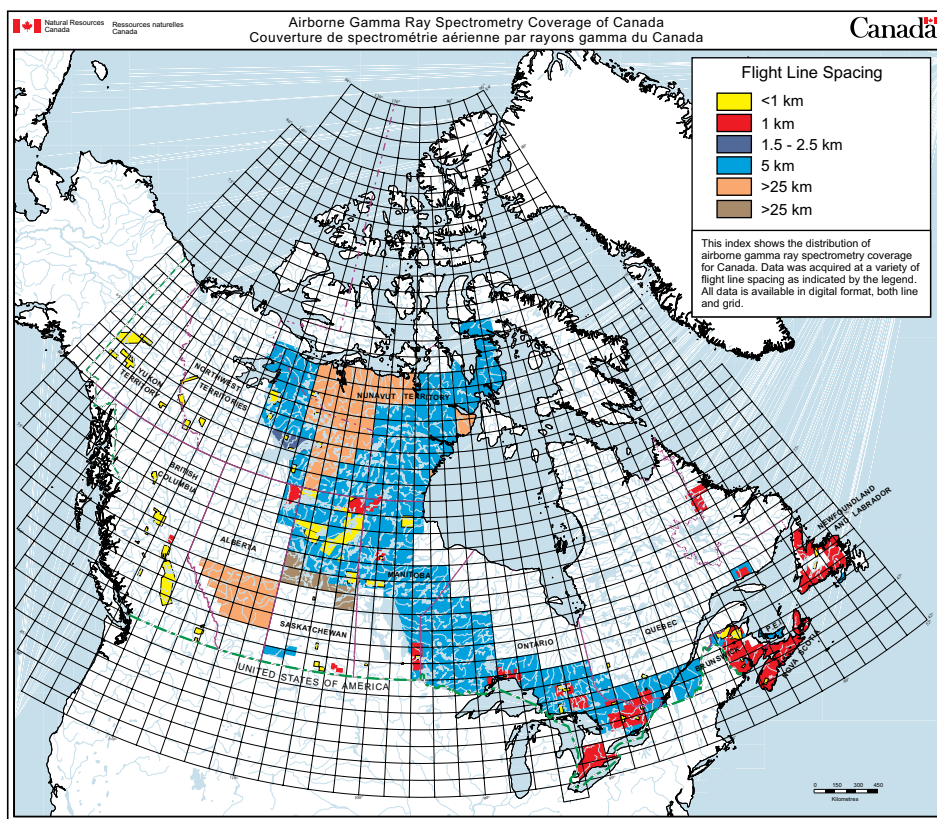 Natural Resources
Canada
Ressources naturelles
Canada
Airborne Gamma Ray Spectrometry Coverage of Canada
Couverture de spectrométrie aérienne par rayons gamma du Canada
Canada
Flight Line Spacing
<1 km
1 km
1.5 - 2.5 km
5 km
>25 km
>25 km
This index shows the distribution of
airborne gamma ray spectrometry coverage
for Canada. Data was acquired at a variety of
flight line spacing as indicated by the legend.
All data is available in digital format, both line
and grid.
YUKON
TERRITORY
NORTHWEST
TERRITORIES
NUNAVUT TERRITORY
BRITISH
COLUMBIA
ALBERTA
SASKATCHEWAN
MANITOBA
ONTARIO
QUEBEC
NEWFOUNDLAND
AND LABRADOR
P.E.I.
BRUNSWICK
NOVA SCOTIA
UNITED STATES OF AMERICA
0 150 300 450
Kilometres